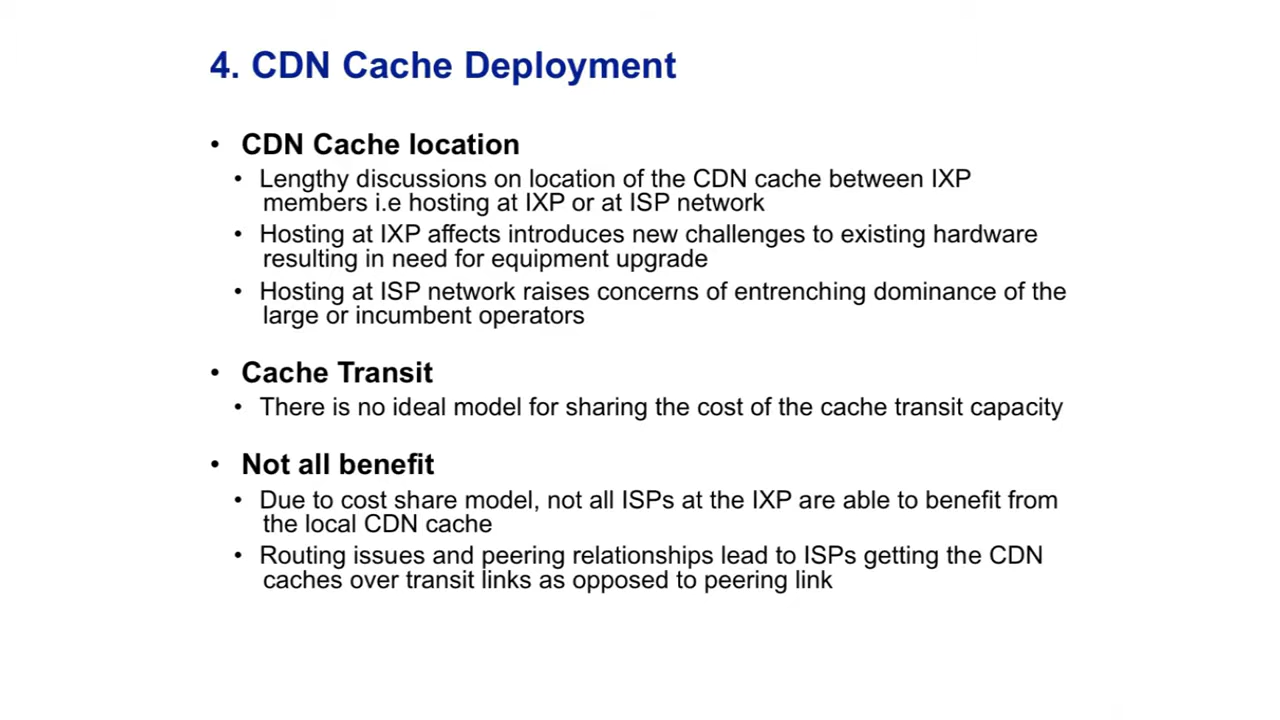 4. CDN Cache Deployment
• CDN Cache location
• Lengthy discussions on location of the CDN cache between IXP
members i.e hosting at IXP or at ISP network
• Hosting at IXP affects introduces new challenges to existing hardware
resulting in need for equipment upgrade
• Hosting at ISP network raises concerns of entrenching dominance of the
large or incumbent operators
• Cache Transit
• There is no ideal model for sharing the cost of the cache transit capacity
• Not all benefit
• Due to cost share model, not all ISPs at the IXP are able to benefit from
the local CDN cache
• Routing issues and peering relationships lead to ISPs getting the CDN
caches over transit links as opposed to peering link